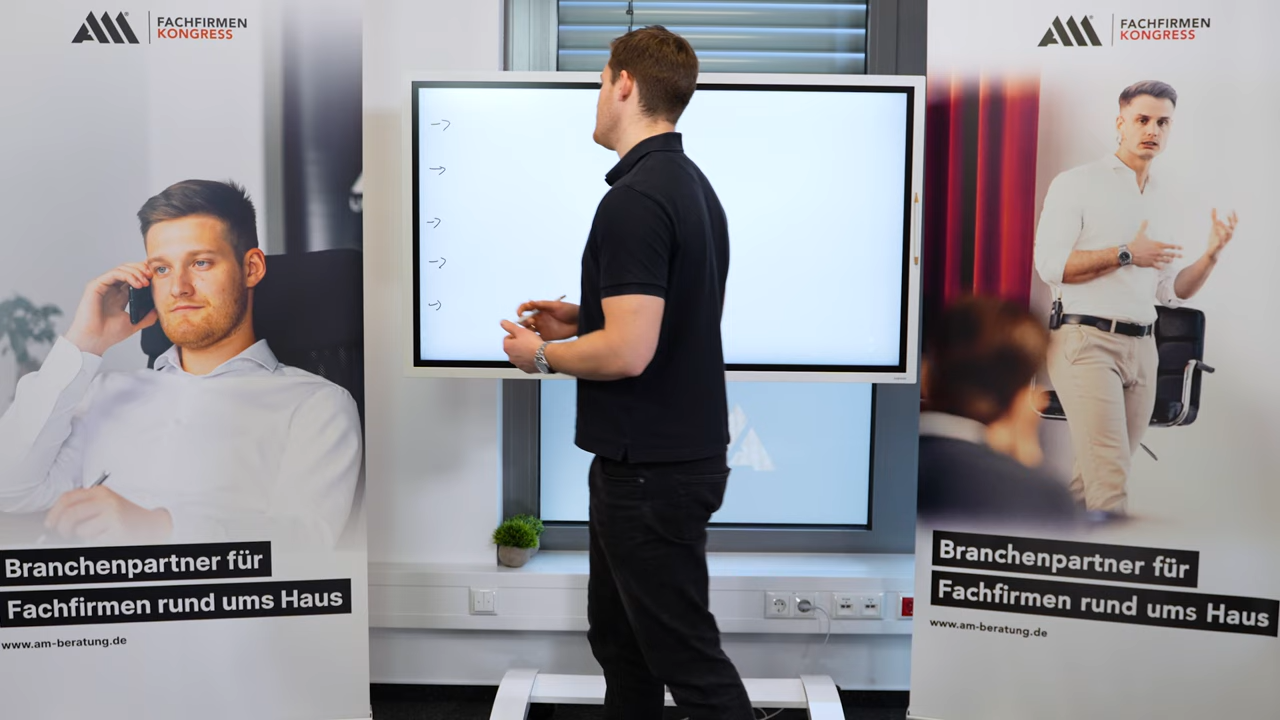 FACHFIRMEN
KONGRESS
Branchenpartner für
Fachfirmen rund ums Haus
www.am-beratung.de
→
→
→
→
→
FACHFIRMEN
KONGRESS
Branchenpartner für
Fachfirmen rund ums Haus
www.am-beratung.de